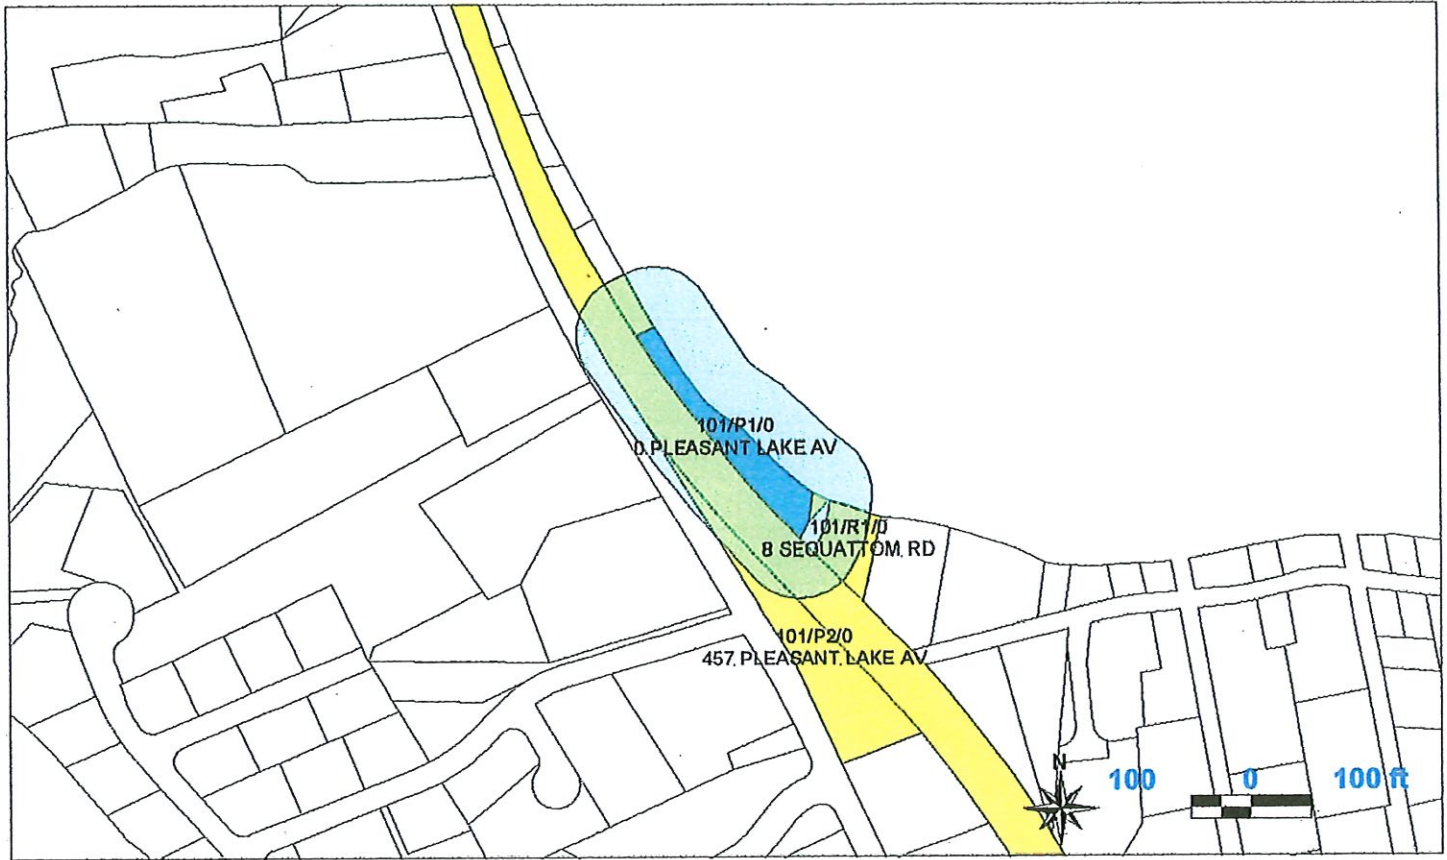 101/P1/0
0 PLEASANT LAKE AV
101/R1/0
8 SEQUATTOM RD
101/P2/0
457 PLEASANT LAKE AV
N
100 0 100 ft